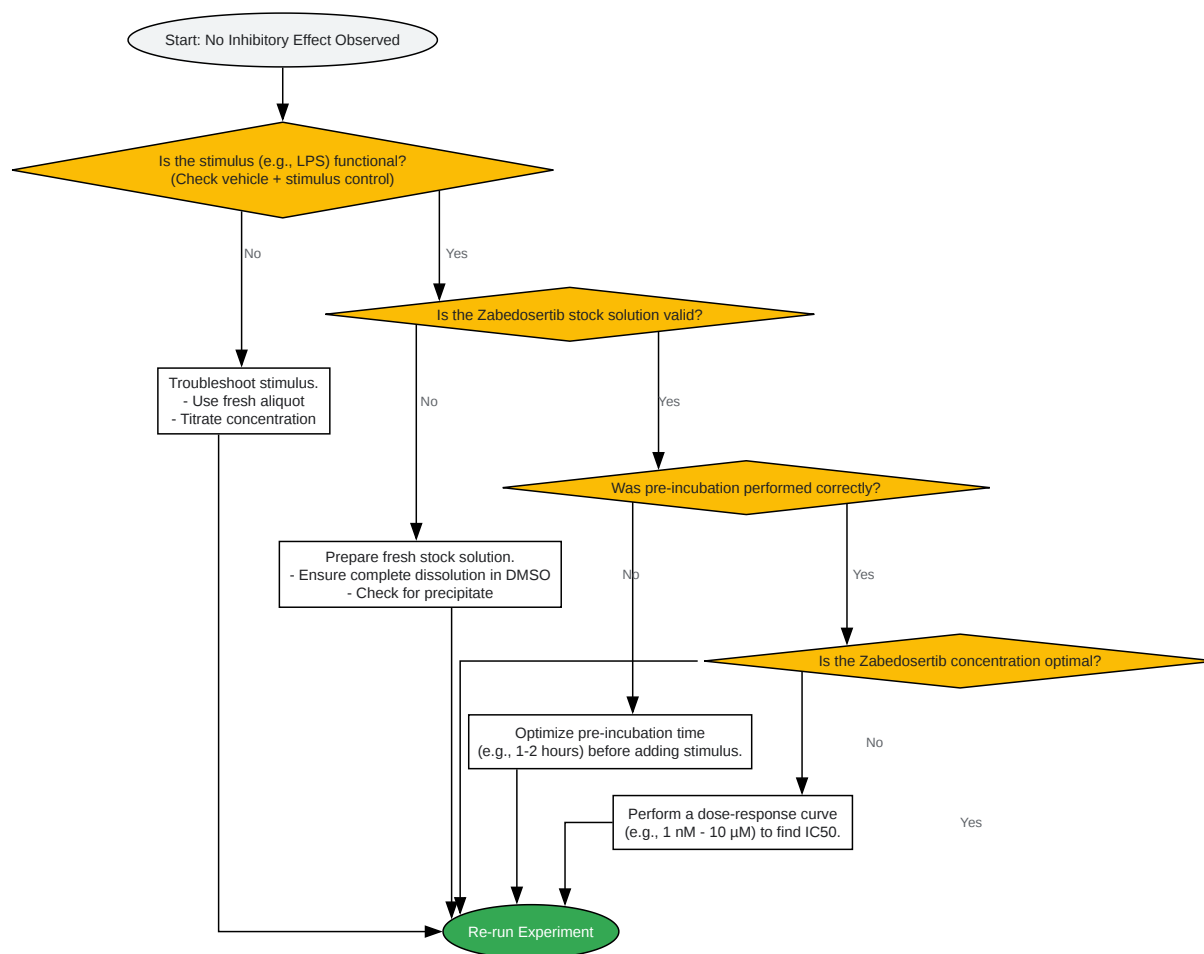 Start: No Inhibitory Effect Observed
Is the stimulus (e.g., LPS) functional?
(Check vehicle + stimulus control)
No
Yes
Is the Zabedosertib stock solution valid?
Troubleshoot stimulus.
- Use fresh aliquot
- Titrate concentration
No
Yes
Was pre-incubation performed correctly?
Prepare fresh stock solution.
- Ensure complete dissolution in DMSO
- Check for precipitate
No
Yes
Is the Zabedosertib concentration optimal?
Optimize pre-incubation time
(e.g., 1-2 hours) before adding stimulus.
No
Perform a dose-response curve
(e.g., 1 nM - 10 µM) to find IC50.
Yes
Re-run Experiment